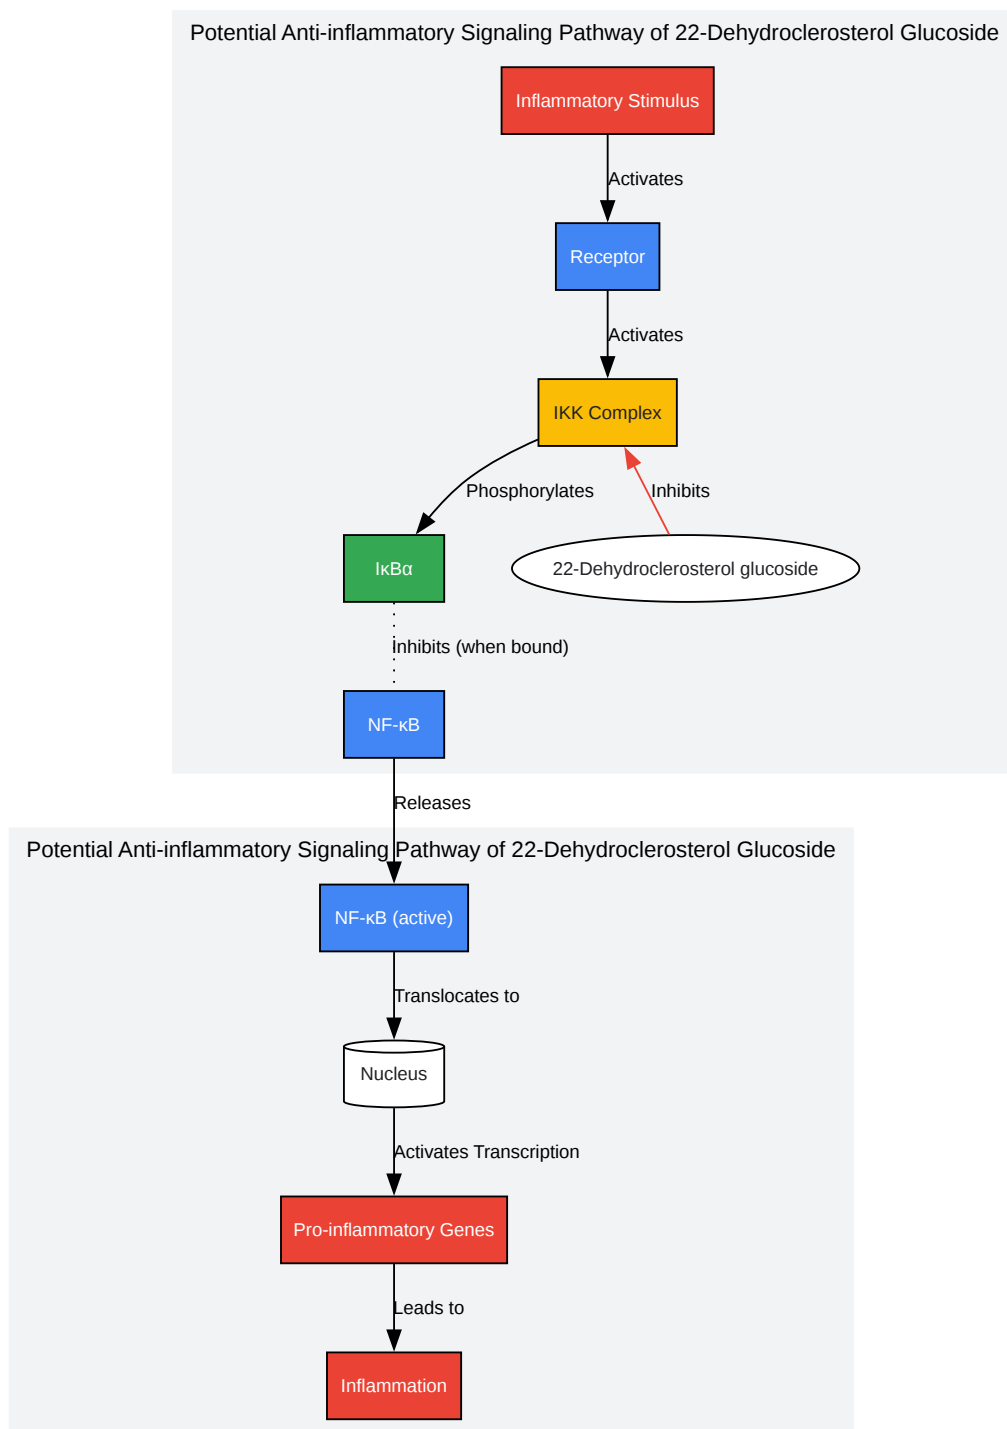 Potential Anti-inflammatory Signaling Pathway of 22-Dehydroclerosterol Glucoside
Inflammatory Stimulus
Activates
Receptor
Activates
IKK Complex
Phosphorylates
Inhibits
IκBα
22-Dehydroclerosterol glucoside
Inhibits (when bound)
NF-κB
Releases
Potential Anti-inflammatory Signaling Pathway of 22-Dehydroclerosterol Glucoside
NF-κB (active)
Translocates to
Nucleus
Activates Transcription
Pro-inflammatory Genes
Leads to
Inflammation